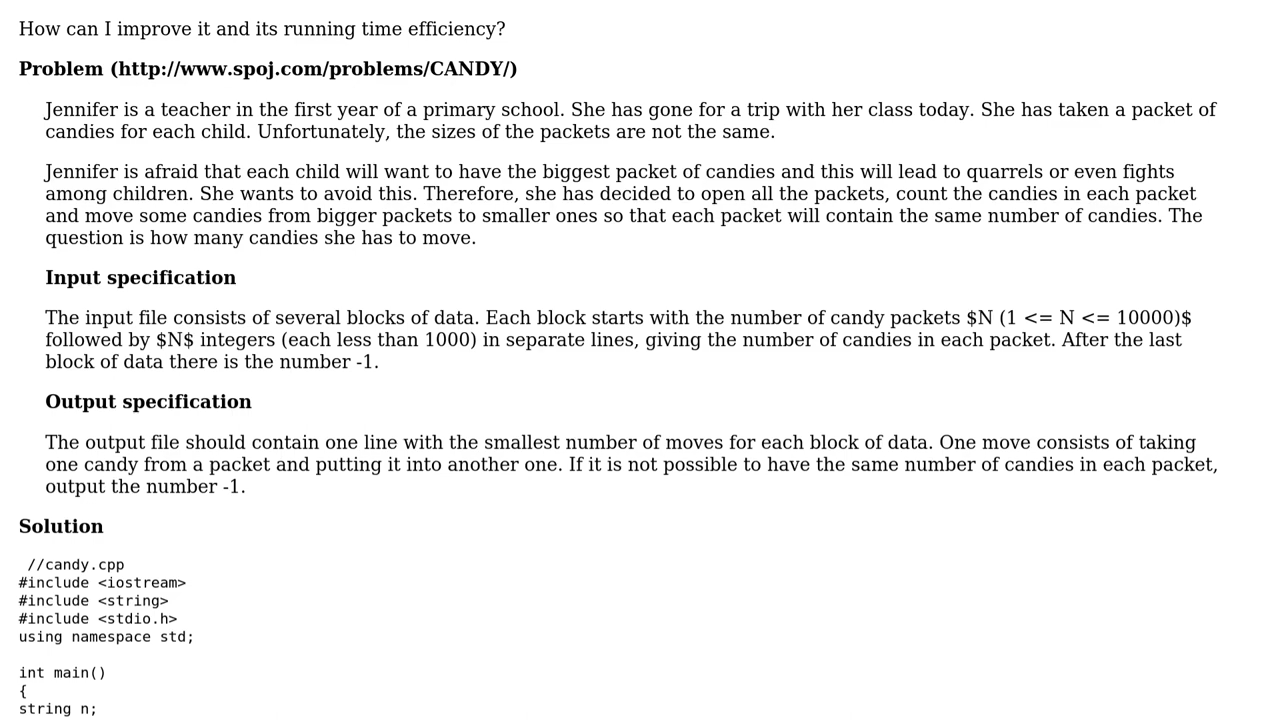 How can I improve it and its running time efficiency?
Problem (http://www.spoj.com/problems/CANDY/)
Jennifer is a teacher in the first year of a primary school. She has gone for a trip with her class today. She has taken a packet of
candies for each child. Unfortunately, the sizes of the packets are not the same.
Jennifer is afraid that each child will want to have the biggest packet of candies and this will lead to quarrels or even fights
among children. She wants to avoid this. Therefore, she has decided to open all the packets, count the candies in each packet
and move some candies from bigger packets to smaller ones so that each packet will contain the same number of candies. The
question is how many candies she has to move.
Input specification
The input file consists of several blocks of data. Each block starts with the number of candy packets $N (1 <= N <= 10000)$
followed by $N$ integers (each less than 1000) in separate lines, giving the number of candies in each packet. After the last
block of data there is the number -1.
Output specification
The output file should contain one line with the smallest number of moves for each block of data. One move consists of taking
one candy from a packet and putting it into another one. If it is not possible to have the same number of candies in each packet,
output the number -1.
Solution
//candy.cpp
#include <iostream>
#include <string>
#include <stdio.h>
using namespace std;
int main()
{
string n;